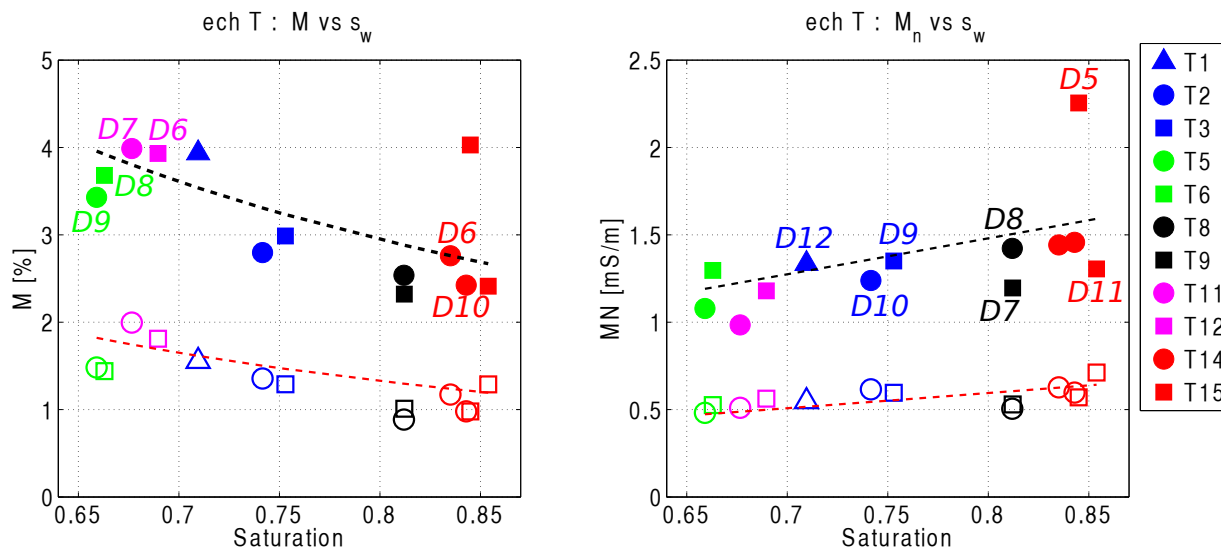 ech T : M vs s_w
5
4
3
2
1
0
M [%]
0.65 0.7 0.75 0.8 0.85
Saturation
D7 D6
D8
D9
D6
D10
ech T : M_n vs s_w
2.5
2
1.5
1
0.5
0
MN [mS/m]
0.65 0.7 0.75 0.8 0.85
Saturation
D5
D12 D9 D8
D10 D7 D11
T1
T2
T3
T5
T6
T8
T9
T11
T12
T14
T15